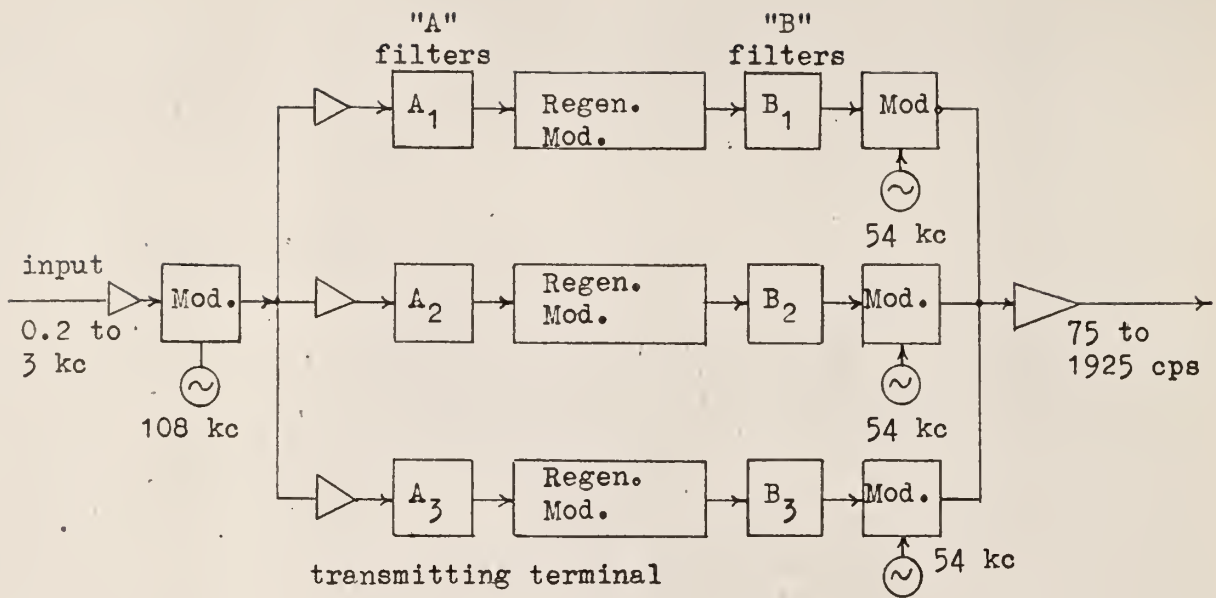 "A"
filters
"B"
filters
A1
Regen.
Mod.
B1
Mod.
54 kc
input
0.2 to
3 kc
Mod.
108 kc
A2
Regen.
Mod.
B2
Mod.
54 kc
75 to
1925 cps
A3
Regen.
Mod.
B3
Mod.
54 kc
transmitting terminal